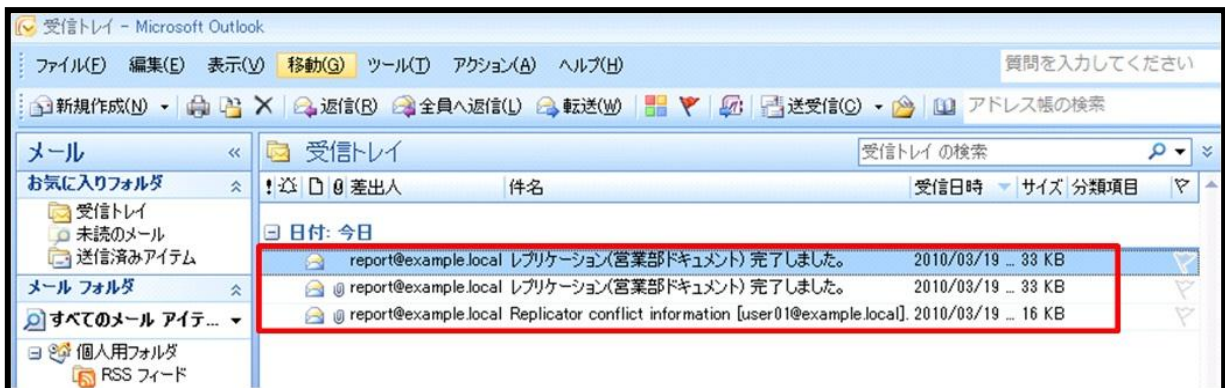 受信トレイ - Microsoft Outlook
ファイル(F) 編集(E) 表示(V) 移動(G) ツール(T) アクション(A) ヘルプ(H) 質問を入力してください
新規作成(N) 返信(R) 全員へ返信(L) 転送(W) 送受信(C) アドレス帳の検索
メール « 受信トレイ 受信トレイ の検索
お気に入りフォルダ 差出人 件名 受信日時 サイズ 分類項目
受信トレイ
未読のメール 日付: 今日
送信済みアイテム report@example.local レプリケーション(営業部ドキュメント) 完了しました。 2010/03/19 ... 33 KB
メール フォルダ report@example.local レプリケーション(営業部ドキュメント) 完了しました。 2010/03/19 ... 33 KB
すべてのメール アイテ... report@example.local Replicator conflict information [user01@example.local]. 2010/03/19 ... 16 KB
個人用フォルダ
RSS フィード